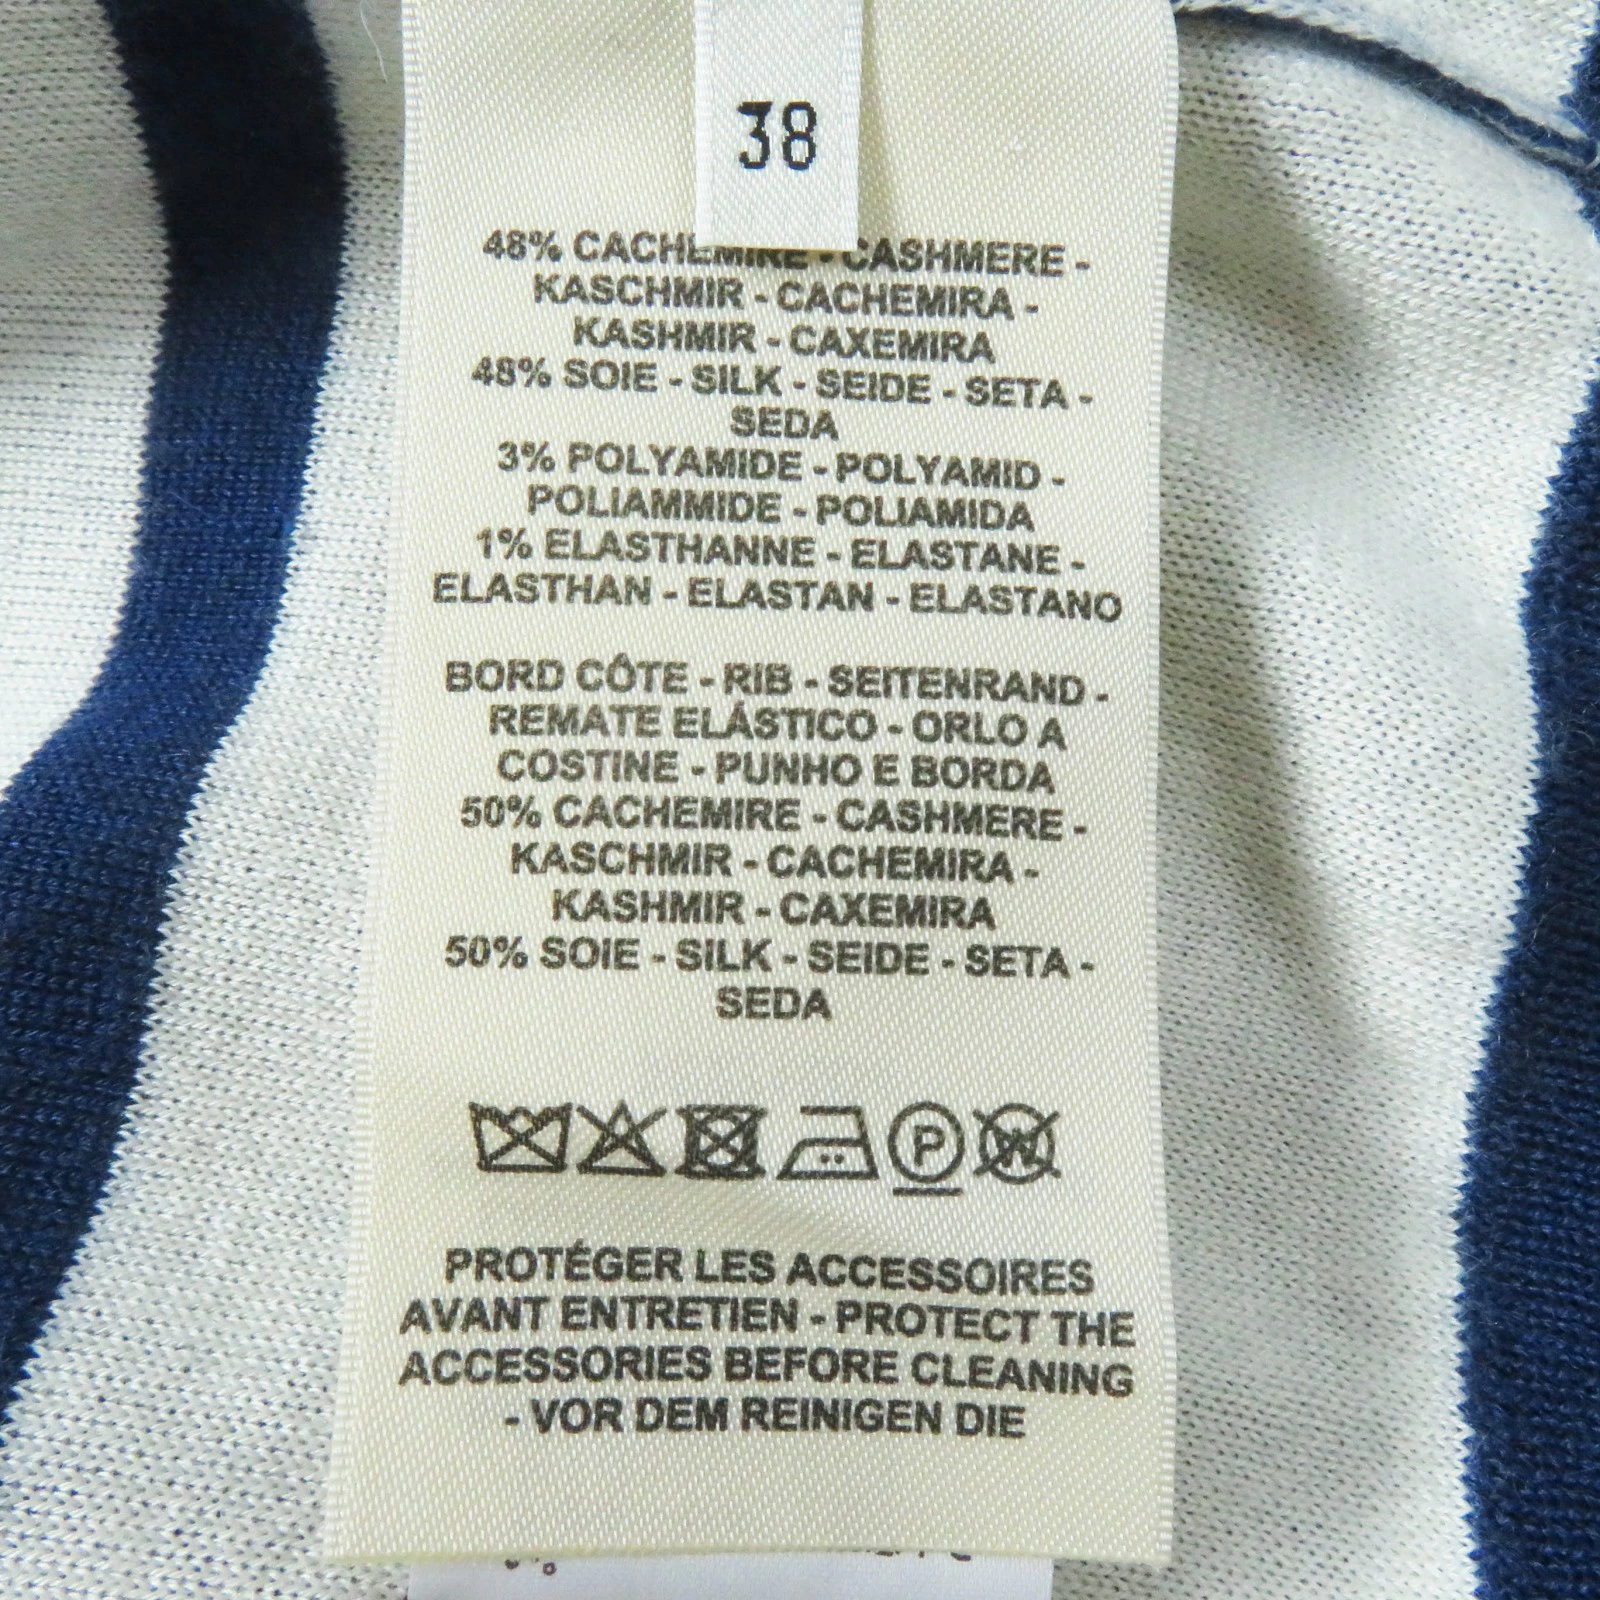 38
48% CACHEMIRE - CASHMERE -
KASCHMIR - CACHEMIRA -
KASHMIR - CAXEMIRA
48% SOIE - SILK - SEIDE - SETA -
SEDA
3% POLYAMIDE - POLYAMID -
POLIAMMIDE - POLIAMIDA
1% ELASTHANNE - ELASTANE -
ELASTHAN - ELASTAN - ELASTANO
BORD CÔTE - RIB - SEITENRAND -
REMATE ELÁSTICO - ORLO A
COSTINE - PUNHO E BORDA
50% CACHEMIRE - CASHMERE -
KASCHMIR - CACHEMIRA -
KASHMIR - CAXEMIRA
50% SOIE - SILK - SEIDE - SETA -
SEDA
P W
PROTÉGER LES ACCESSOIRES
AVANT ENTRETIEN - PROTECT THE
ACCESSORIES BEFORE CLEANING
- VOR DEM REINIGEN DIE